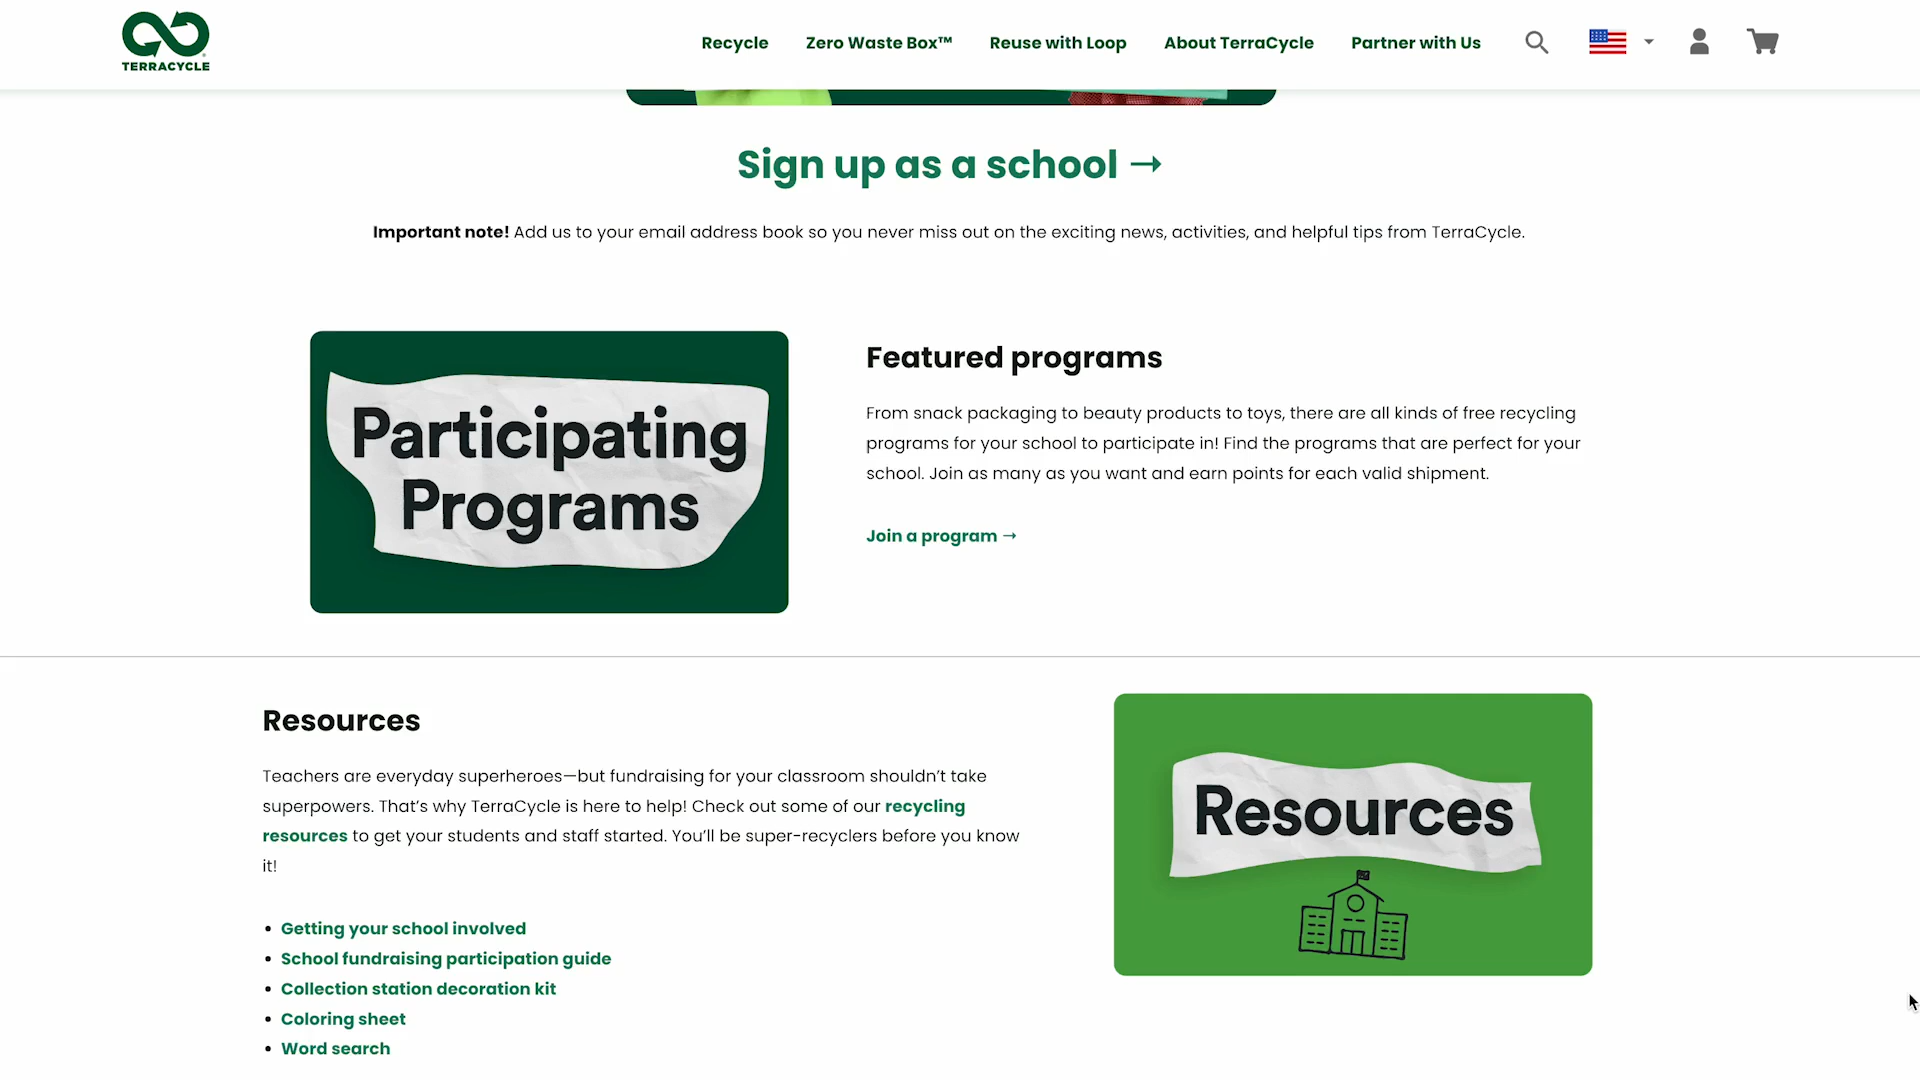 TERRACYCLE
Recycle
Zero Waste Box™
Reuse with Loop
About TerraCycle
Partner with Us
Sign up as a school →
Important note! Add us to your email address book so you never miss out on the exciting news, activities, and helpful tips from TerraCycle.
Participating
Programs
Featured programs
From snack packaging to beauty products to toys, there are all kinds of free recycling
programs for your school to participate in! Find the programs that are perfect for your
school. Join as many as you want and earn points for each valid shipment.
Join a program →
Resources
Teachers are everyday superheroes—but fundraising for your classroom shouldn’t take
superpowers. That’s why TerraCycle is here to help! Check out some of our recycling
resources to get your students and staff started. You’ll be super-recyclers before you know
it!
• Getting your school involved
• School fundraising participation guide
• Collection station decoration kit
• Coloring sheet
• Word search
Resources